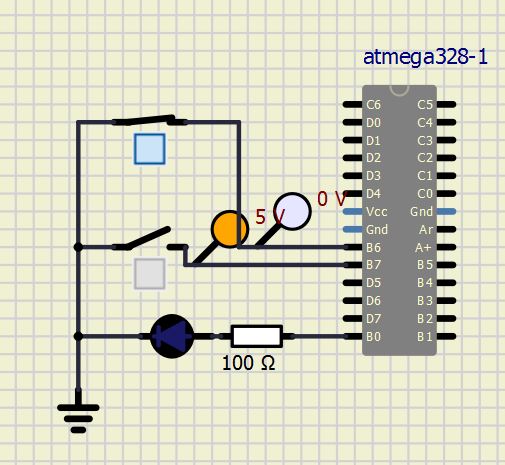 atmega328-1
C6 C5
D0 C4
D1 C3
D2 C2
D3 C1
0 V D4 C0
5 V Vcc Gnd
Gnd Ar
B6 A+
B7 B5
D5 B4
D6 B3
D7 B2
B0 B1
100 Ω